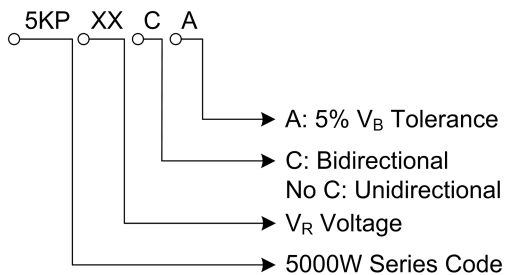 5KP XX C A
A: 5% VB Tolerance
C: Bidirectional
No C: Unidirectional
VR Voltage
5000W Series Code